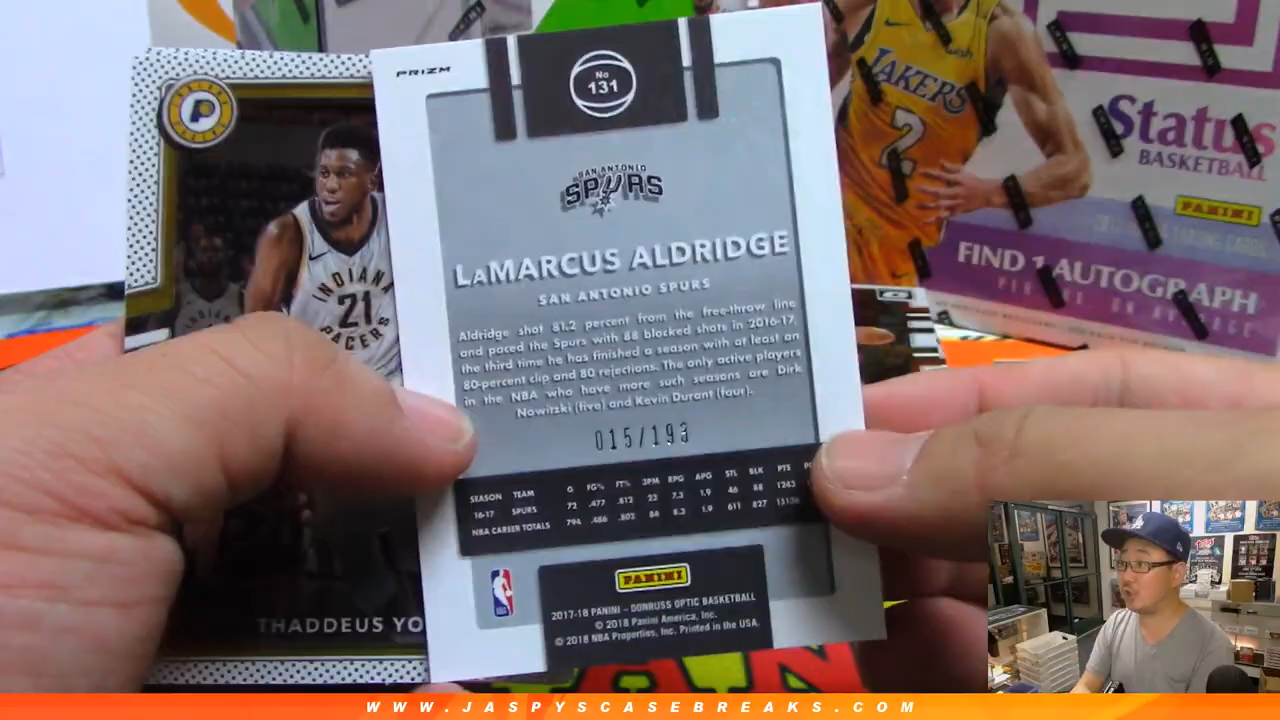 PRIZM
No
131
SAN ANTONIO
SPURS
LaMARCUS ALDRIDGE
SAN ANTONIO SPURS
Aldridge shot 81.2 percent from the free-throw line
and paced the Spurs with 88 blocked shots in 2016-17,
the third time he has finished a season with at least an
80-percent clip and 80 rejections. The only active players
in the NBA who have more such seasons are Dirk
Nowitzki (five) and Kevin Durant (four).
015/193
SEASON TEAM G FG% FT% 3PM RPG APG STL BLK PTS
16-17 SPURS 72 .477 .812 23 7.3 1.9 46 88 1243
NBA CAREER TOTALS 794 .486 .802 1.9 611 827
PANINI
2017-18 PANINI – DONRUSS OPTIC BASKETBALL
© 2018 Panini America, Inc.
© 2018 NBA Properties, Inc. Printed in the USA.
INDIANA
21
PACERS
THADDEUS YO
LAKERS
2
Status
BASKETBALL
PANINI
FIND 1 AUTOGRAPH
WWW.JASPYSCASEBREAKS.COM